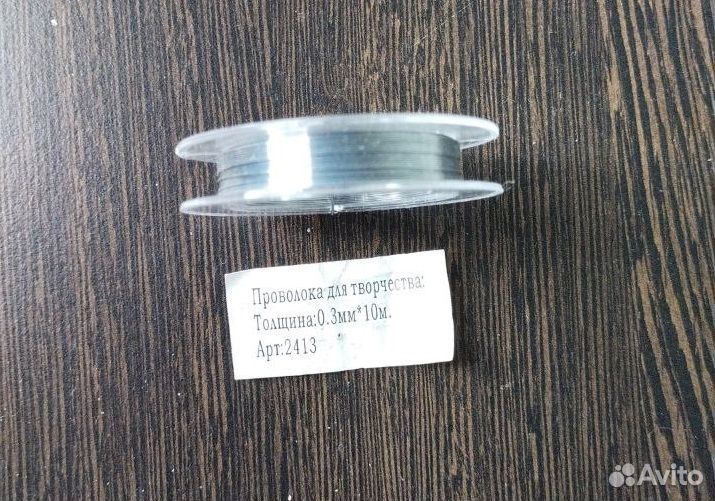 Проволока для творчества:
Толщина:0.3мм*10м.
Арт:2413
Avito